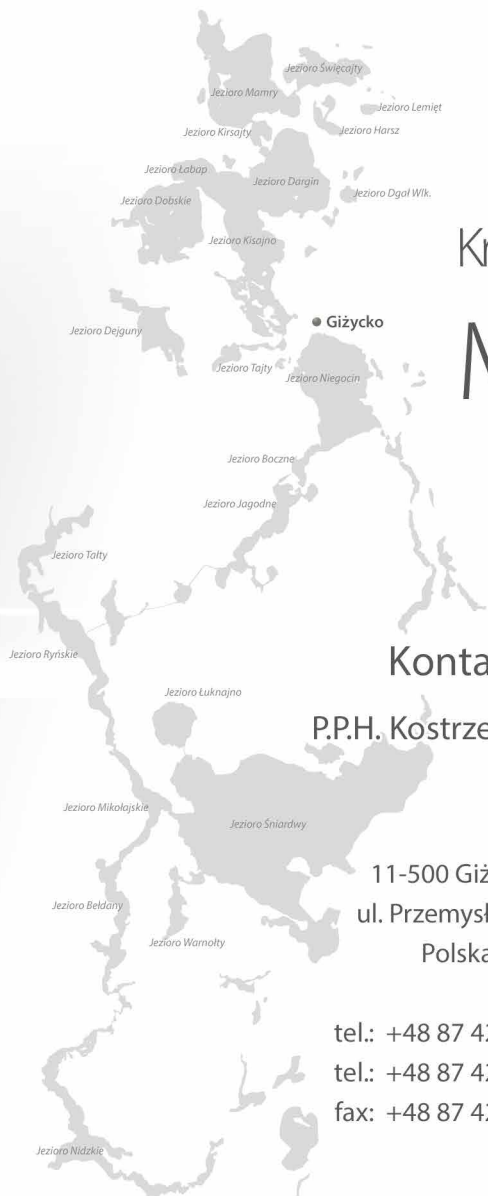 Jezioro Święcajty
Jezioro Mamry
Jezioro Lemięt
Jezioro Kirsajty
Jezioro Harsz
Jezioro Łabap
Jezioro Dargin
Jezioro Dgał Wlk.
Jezioro Dobskie
Jezioro Kisajno
Kr
Giżycko
M
Jezioro Dejguny
Jezioro Tajty
Jezioro Niegocin
Jezioro Boczne
Jezioro Jagodne
Jezioro Tałty
Jezioro Ryńskie
Konta
Jezioro Łuknajno
P.P.H. Kostrze
Jezioro Mikołajskie
Jezioro Śniardwy
11-500 Giż
Jezioro Bełdany
ul. Przemysł
Jezioro Warnołty
Polska
tel.: +48 87 42
tel.: +48 87 42
fax: +48 87 42
Jezioro Nidzkie